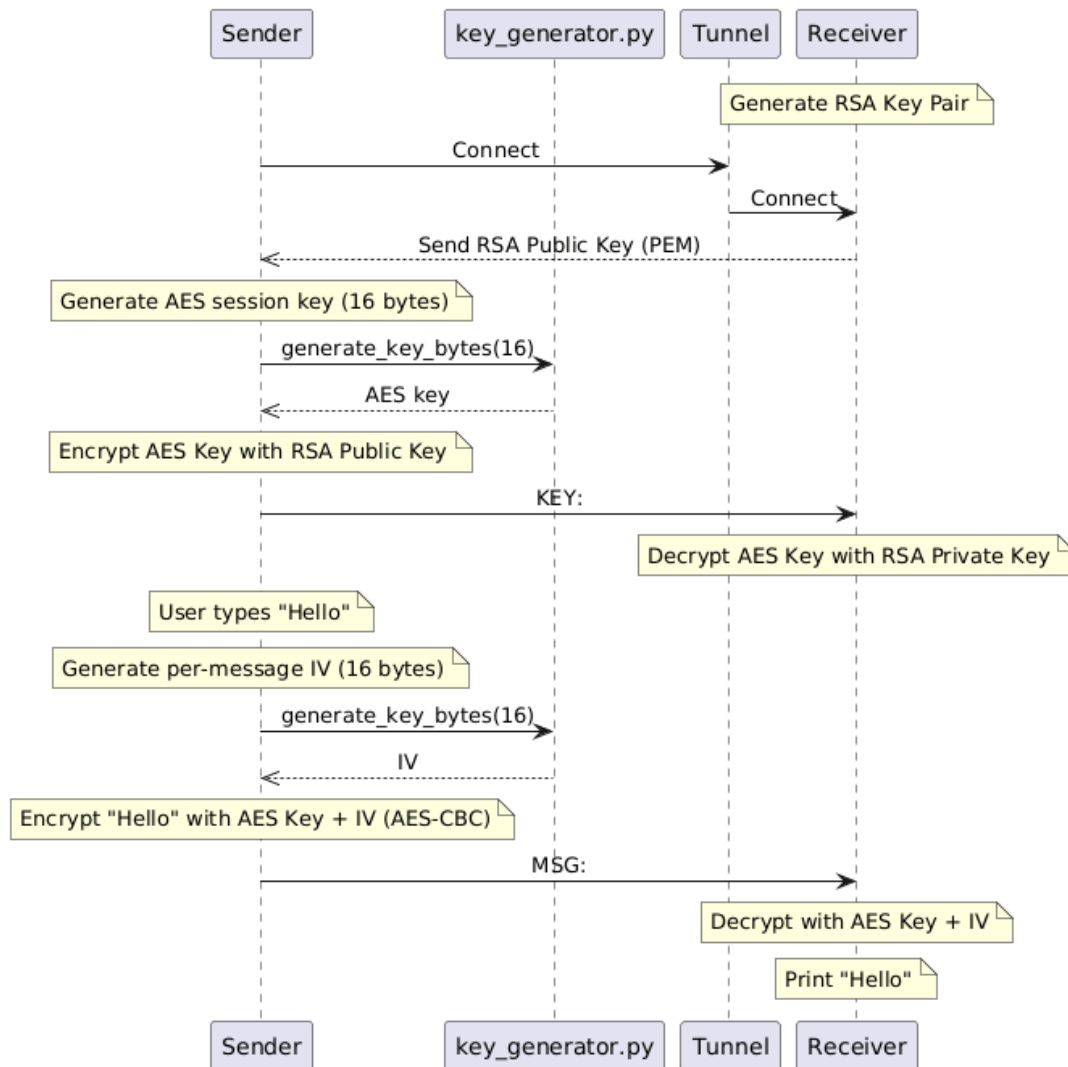 Sender key_generator.py Tunnel Receiver
Generate RSA Key Pair
Connect
Connect
Send RSA Public Key (PEM)
Generate AES session key (16 bytes)
generate_key_bytes(16)
AES key
Encrypt AES Key with RSA Public Key
KEY:
Decrypt AES Key with RSA Private Key
User types "Hello"
Generate per-message IV (16 bytes)
generate_key_bytes(16)
IV
Encrypt "Hello" with AES Key + IV (AES-CBC)
MSG:
Decrypt with AES Key + IV
Print "Hello"
Sender key_generator.py Tunnel Receiver